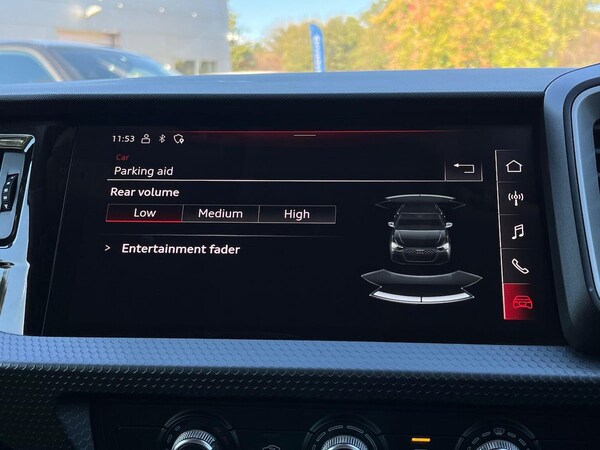 11:53
Car
Parking aid
Rear volume
Low Medium High
> Entertainment fader